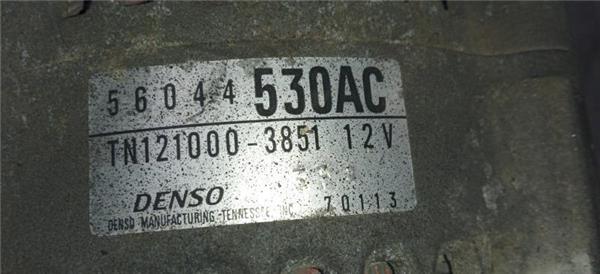 56044 530AC
TN121000-3851 12V
DENSO
DENSO MANUFACTURING TENNESSEE INC. 70113